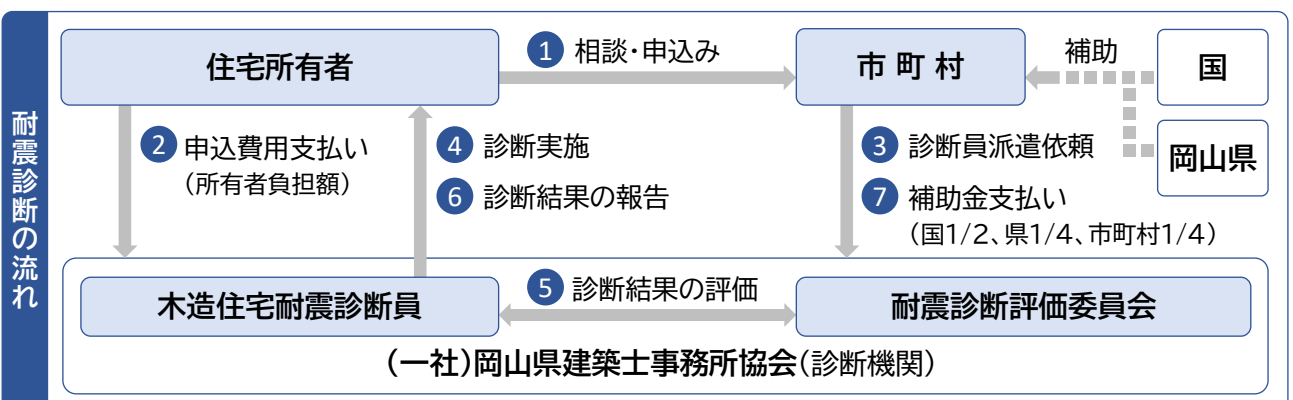 耐震診断の流れ
住宅所有者
1 相談・申込み
市町村
補助
国
岡山県
2 申込費用支払い
（所有者負担額）
4 診断実施
6 診断結果の報告
3 診断員派遣依頼
7 補助金支払い
（国1/2、県1/4、市町村1/4）
木造住宅耐震診断員
5 診断結果の評価
耐震診断評価委員会
（一社）岡山県建築士事務所協会（診断機関）